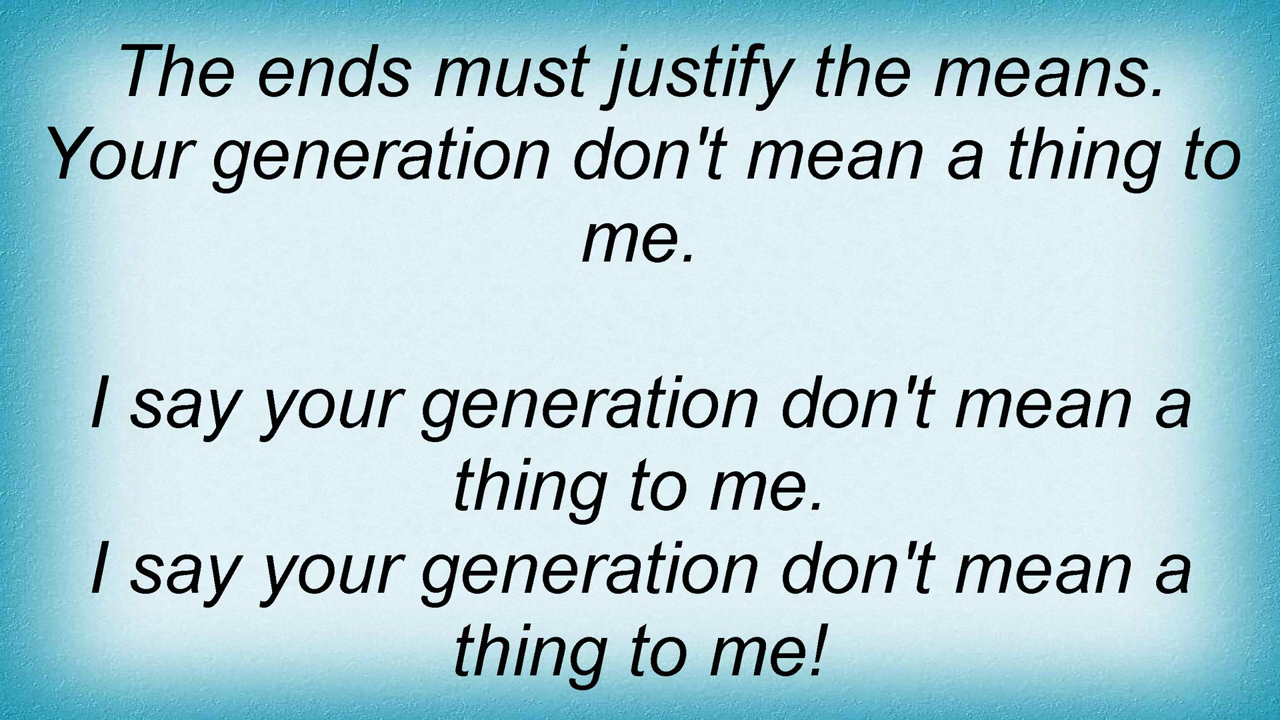 The ends must justify the means.
Your generation don't mean a thing to
me.
I say your generation don't mean a
thing to me.
I say your generation don't mean a
thing to me!